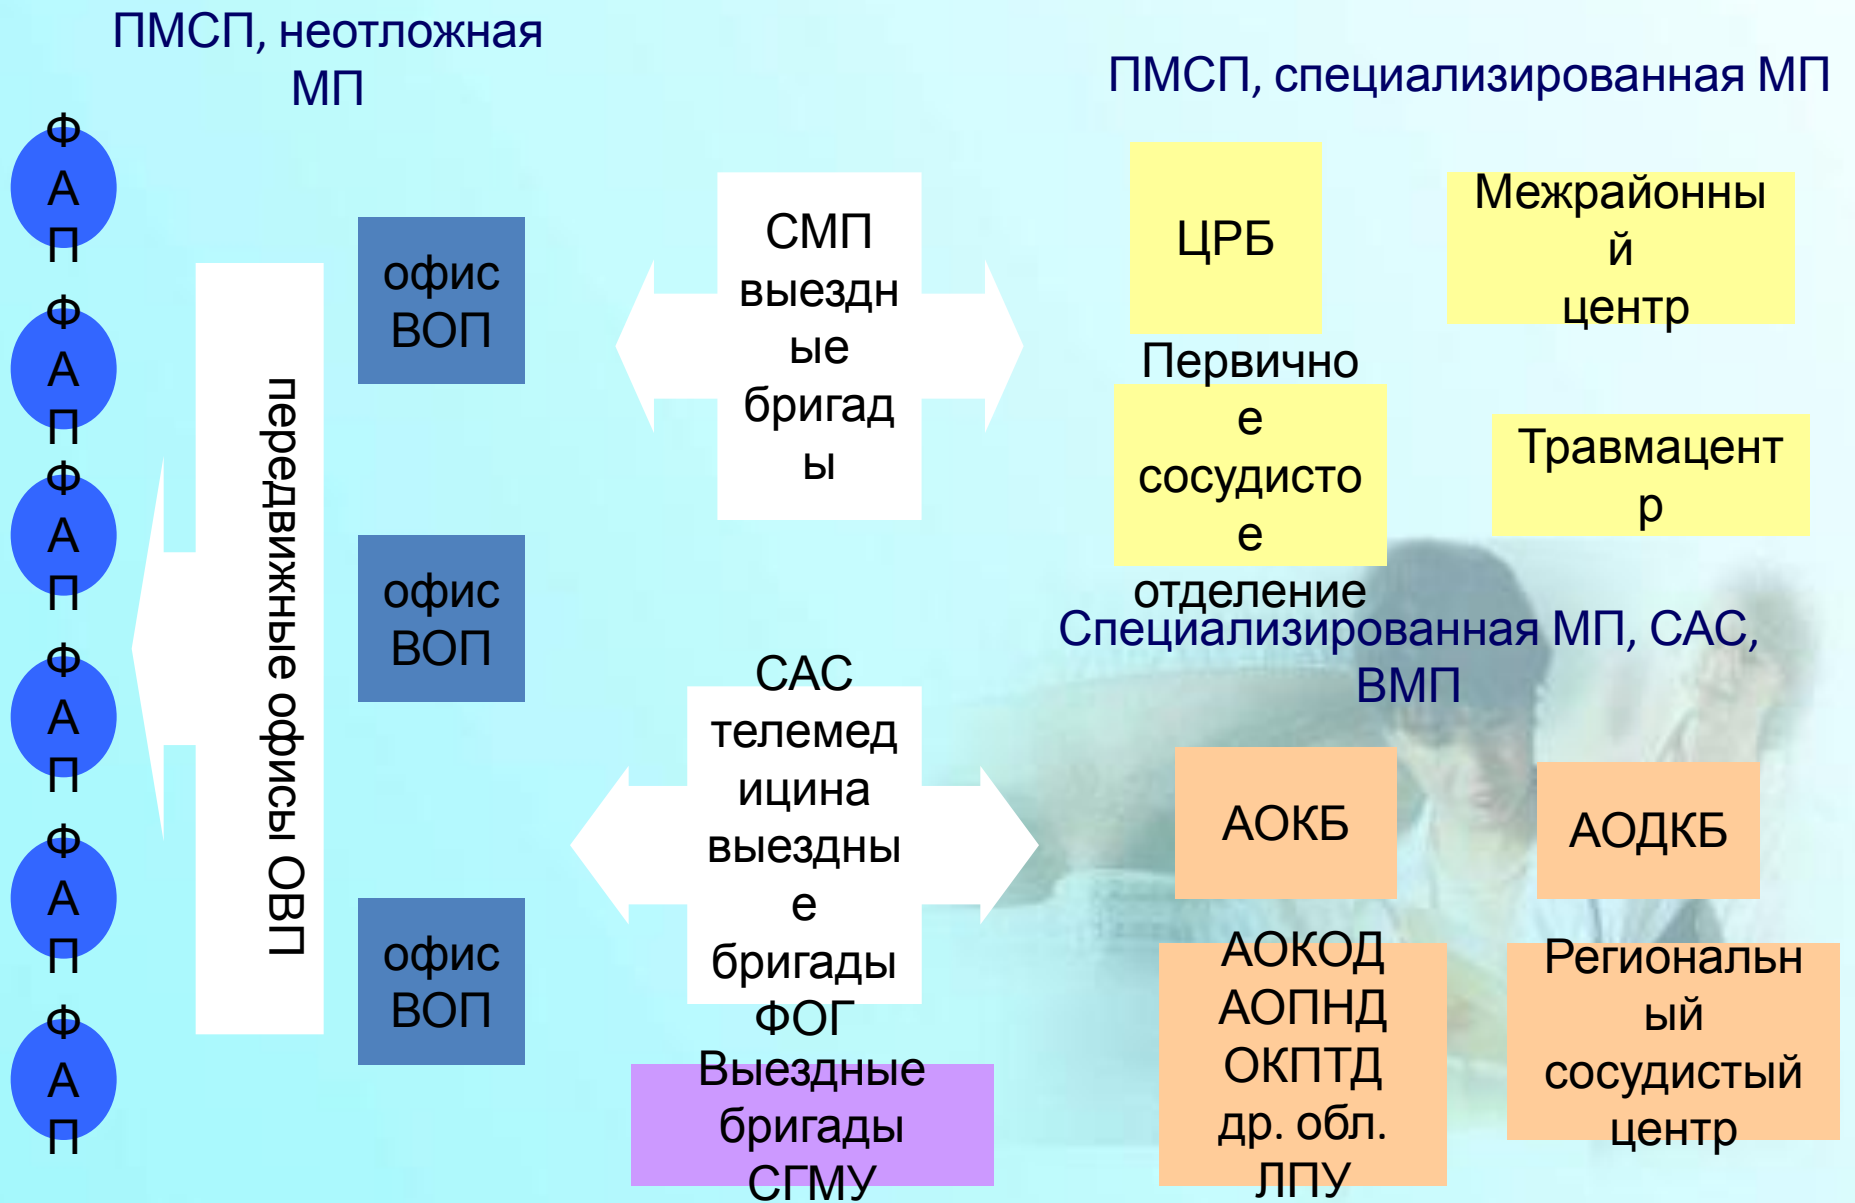 ПМСП, неотложная
МП
ПМСП, специализированная МП
Ф
А
П
Ф
А
П
Ф
А
П
Ф
А
П
Ф
А
П
Ф
А
П
передвижные офисы ОВП
офис
ВОП
офис
ВОП
офис
ВОП
СМП
выездн
ые
бригад
ы
САС
телемед
ицина
выездны
е
бригады
ФОГ
Выездные
бригады
СГМУ
ЦРБ
Межрайонны
й
центр
Первично
е
сосудисто
е
отделение
Травмацент
р
Специализированная МП, САС,
ВМП
АОКБ
АОДКБ
АОКОД
АОПНД
ОКПТД
др. обл.
ЛПУ
Региональн
ый
сосудистый
центр